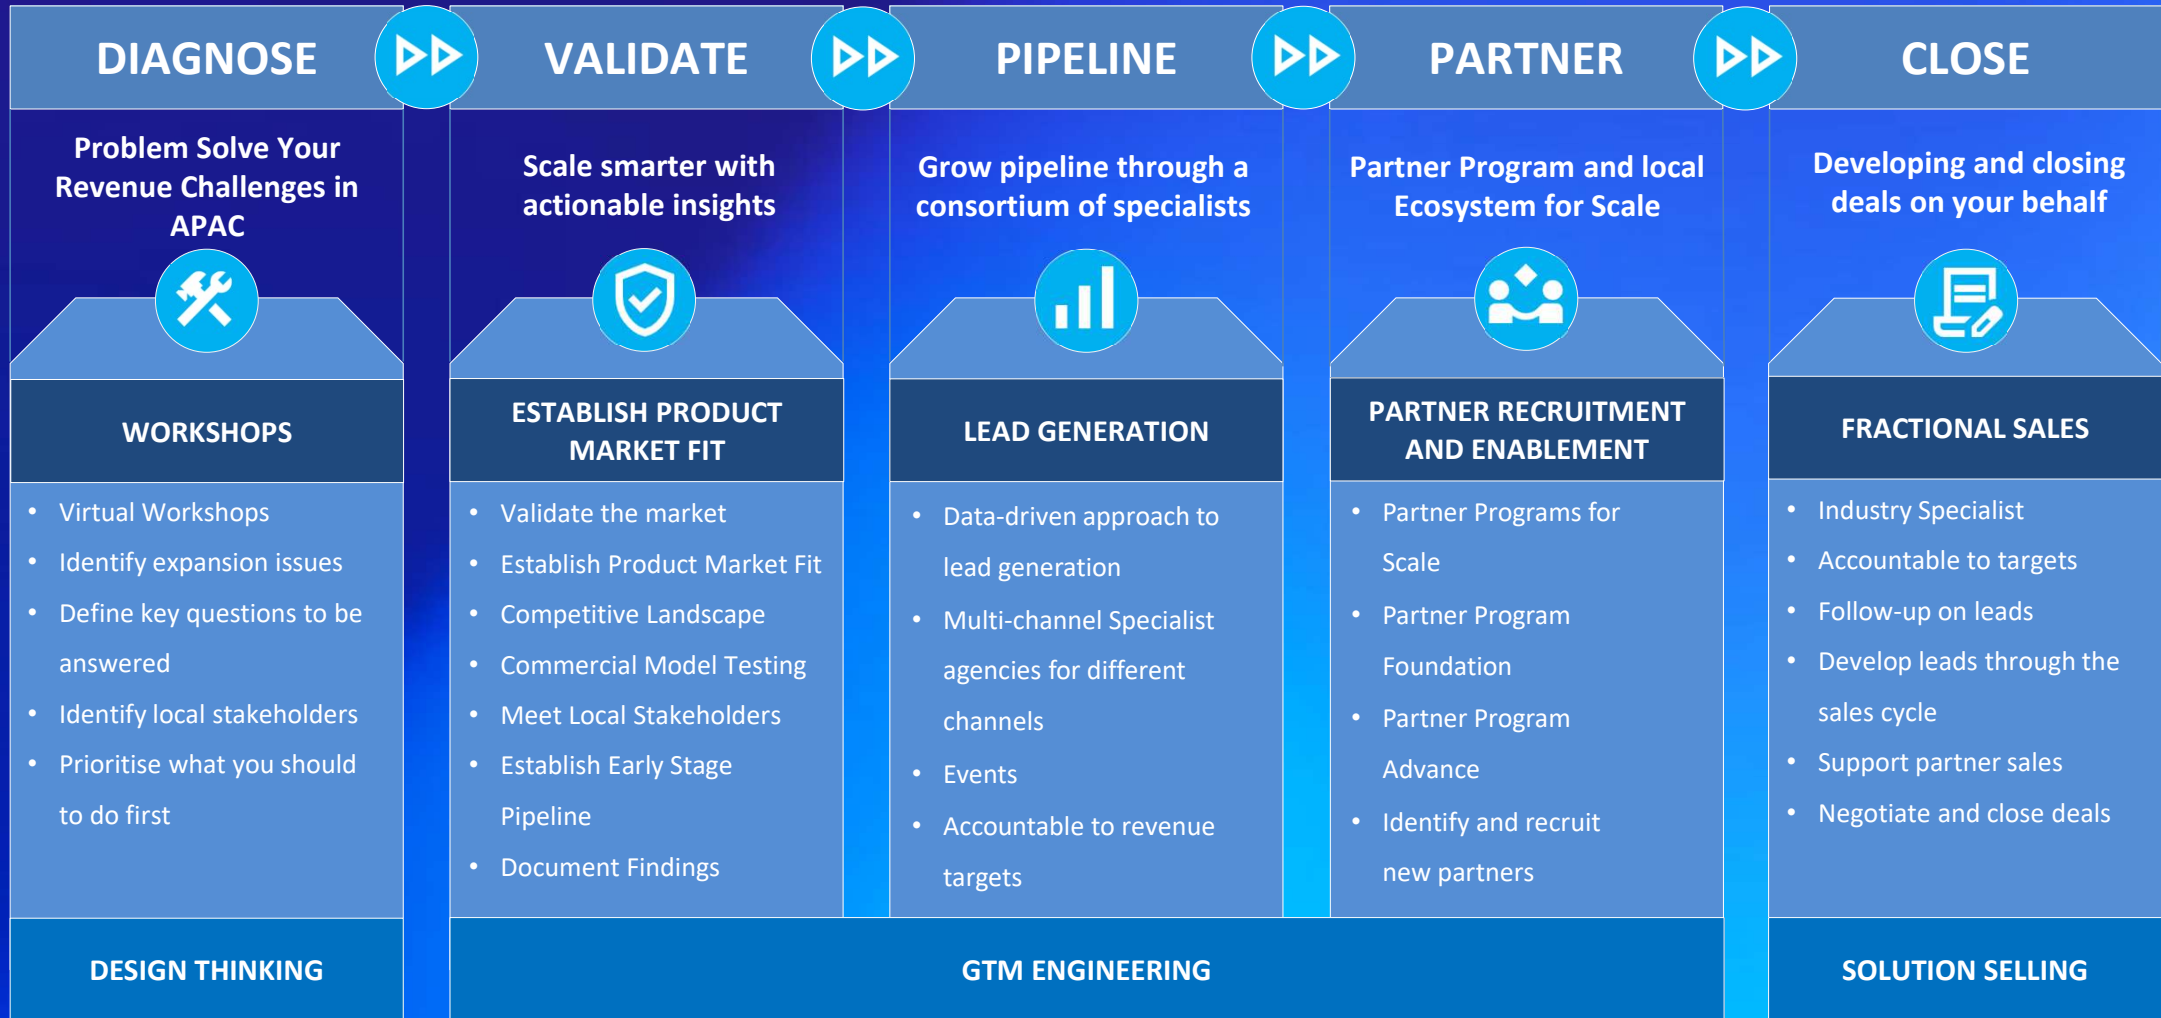 DIAGNOSE
VALIDATE
PIPELINE
PARTNER
CLOSE
Problem Solve Your
Revenue Challenges in
APAC
WORKSHOPS
• Virtual Workshops
• Identify expansion issues
• Define key questions to be
answered
• Identify local stakeholders
• Prioritise what you should
to do first
DESIGN THINKING
Scale smarter with
actionable insights
ESTABLISH PRODUCT
MARKET FIT
• Validate the market
• Establish Product Market Fit
• Competitive Landscape
• Commercial Model Testing
• Meet Local Stakeholders
• Establish Early Stage
Pipeline
• Document Findings
Grow pipeline through a
consortium of specialists
LEAD GENERATION
• Data-driven approach to
lead generation
• Multi-channel Specialist
agencies for different
channels
• Events
• Accountable to revenue
targets
Partner Program and local
Ecosystem for Scale
PARTNER RECRUITMENT
AND ENABLEMENT
• Partner Programs for
Scale
• Partner Program
Foundation
• Partner Program
Advance
• Identify and recruit
new partners
GTM ENGINEERING
Developing and closing
deals on your behalf
FRACTIONAL SALES
• Industry Specialist
• Accountable to targets
• Follow-up on leads
• Develop leads through the
sales cycle
• Support partner sales
• Negotiate and close deals
SOLUTION SELLING